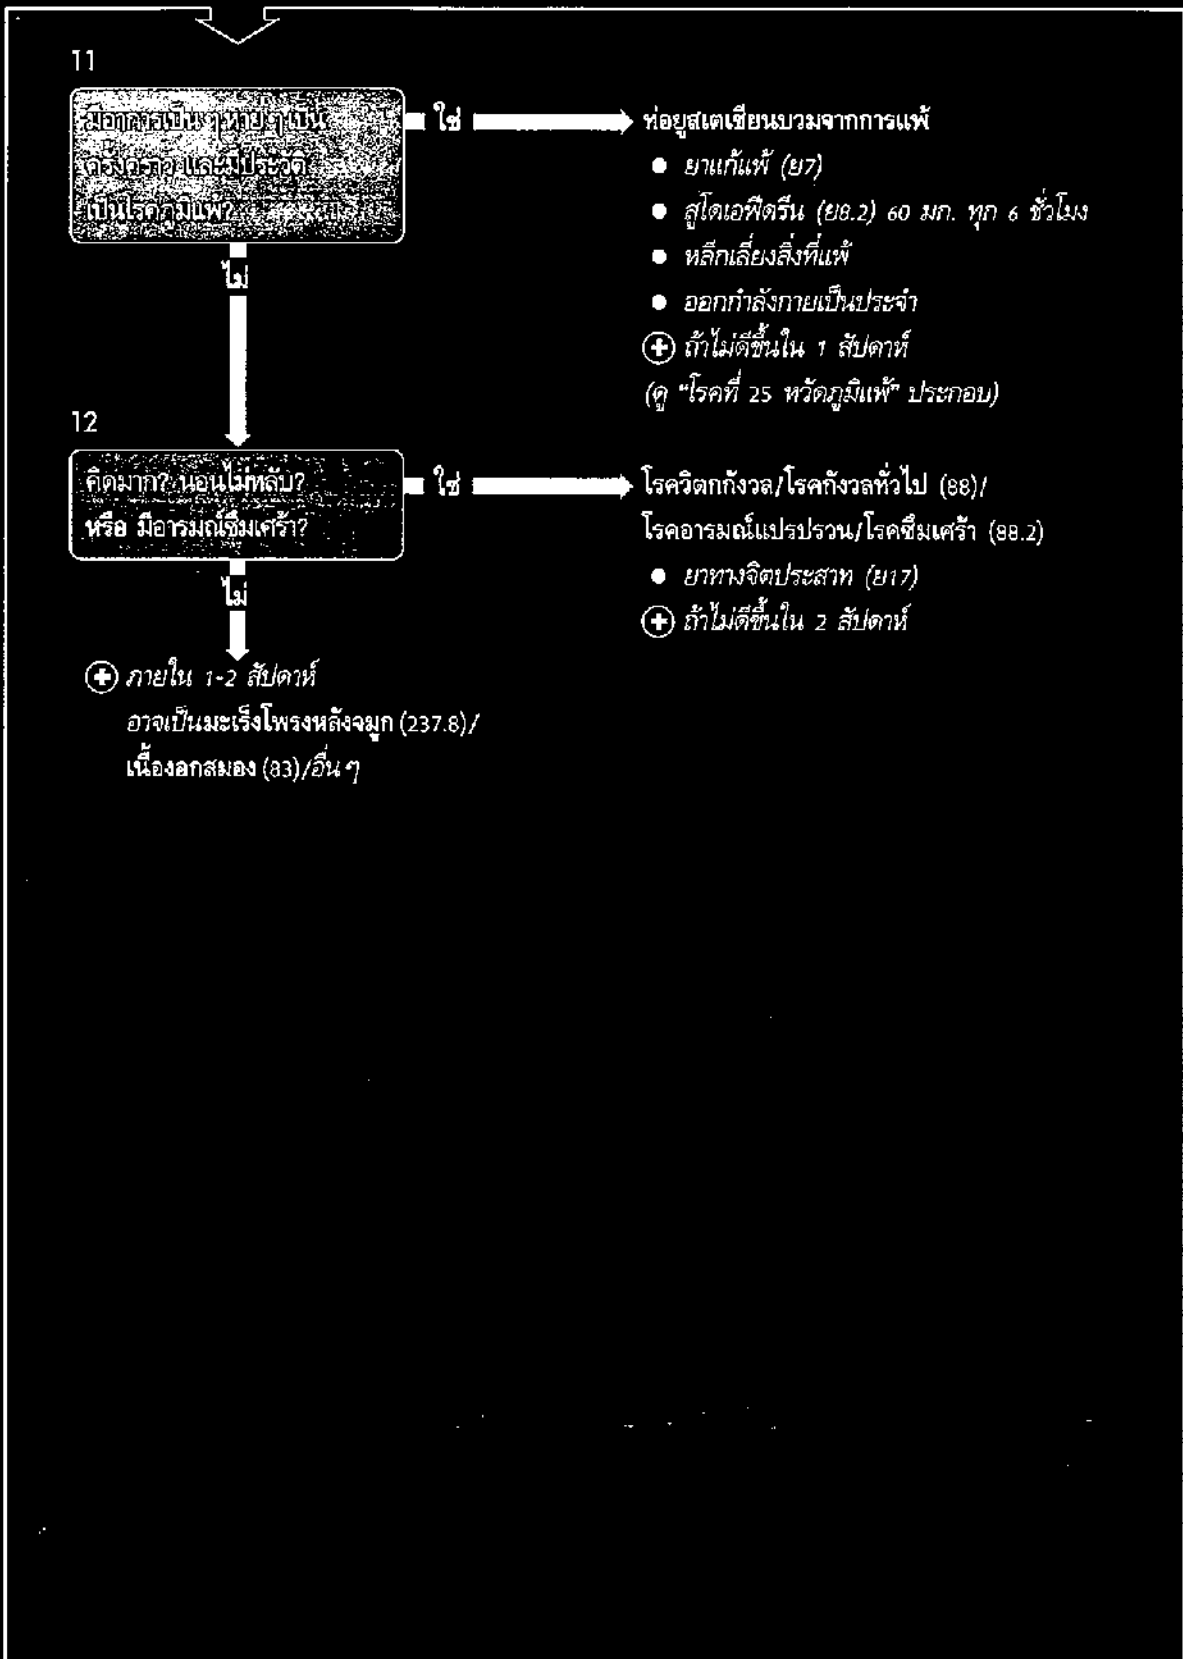 11
มีอาการเป็น ๆ หาย ๆ เป็น
ครั้งคราว และมีประวัติ
เป็นโรคภูมิแพ้?
ใช่
ท่อยูสเตเชียนบวมจากการแพ้
● ยาแก้แพ้ (ย7)
● สูโดเอฟีดรีน (ย8.2) 60 มก. ทุก 6 ชั่วโมง
● หลีกเลี่ยงสิ่งที่แพ้
● ออกกำลังกายเป็นประจำ
⊕ ถ้าไม่ดีขึ้นใน 1 สัปดาห์
(ดู "โรคที่ 25 หวัดภูมิแพ้" ประกอบ)
ไม่
12
คิดมาก? นอนไม่หลับ?
หรือ มีอารมณ์ซึมเศร้า?
ใช่
โรควิตกกังวล/โรคกังวลทั่วไป (88)/
โรคอารมณ์แปรปรวน/โรคซึมเศร้า (88.2)
● ยาทางจิตประสาท (ย17)
⊕ ถ้าไม่ดีขึ้นใน 2 สัปดาห์
ไม่
⊕ ภายใน 1-2 สัปดาห์
อาจเป็นมะเร็งโพรงหลังจมูก (237.8)/
เนื้องอกสมอง (83)/อื่น ๆ